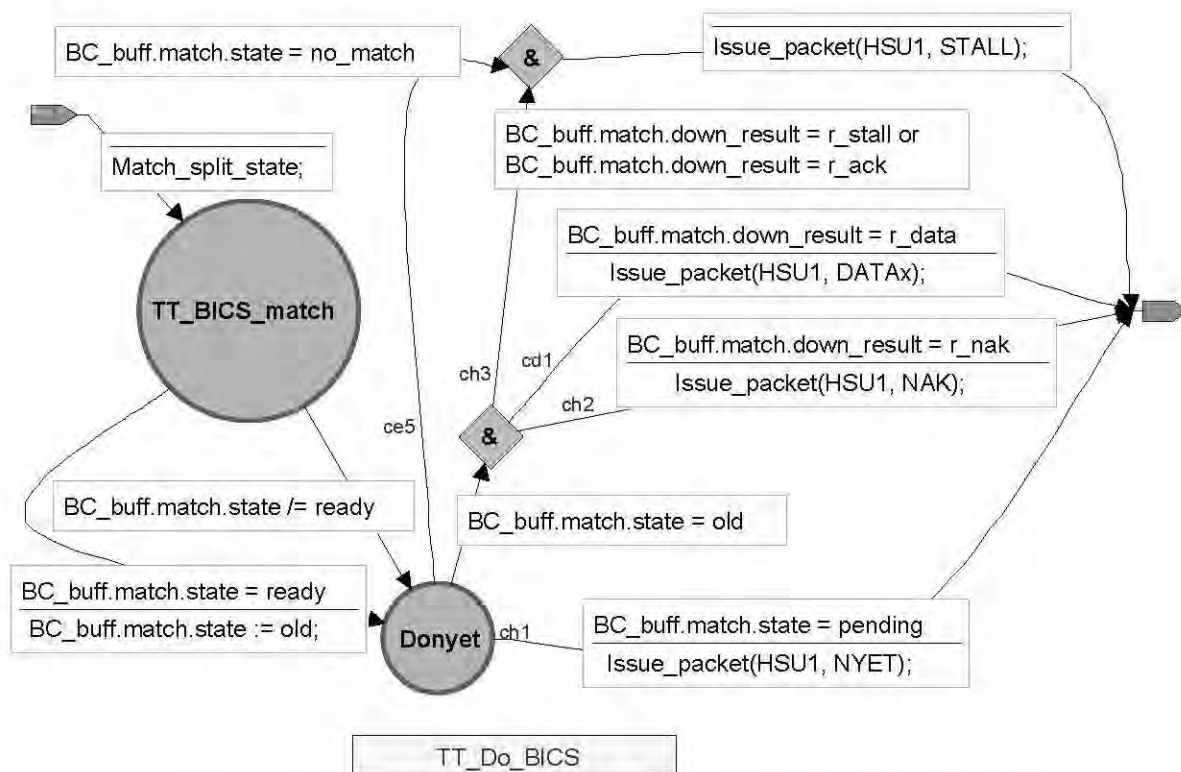 BC_buff.match.state = no_match
&
Issue_packet(HSU1, STALL);
BC_buff.match.down_result = r_stall or
BC_buff.match.down_result = r_ack
Match_split_state;
BC_buff.match.down_result = r_data
Issue_packet(HSU1, DATAx);
TT_BICS_match
BC_buff.match.down_result = r_nak
Issue_packet(HSU1, NAK);
ch3
cd1
ch2
&
ce5
BC_buff.match.state /= ready
BC_buff.match.state = old
BC_buff.match.state = ready
BC_buff.match.state := old;
Donyet
ch1
BC_buff.match.state = pending
Issue_packet(HSU1, NYET);
TT_Do_BICS